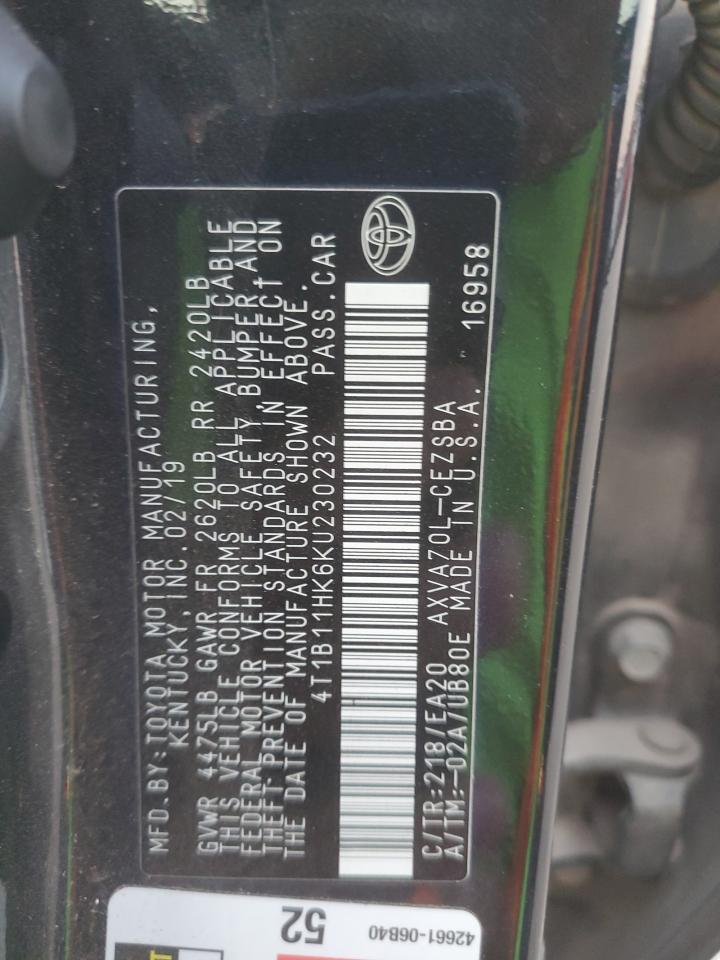 MFD.BY:TOYOTA MOTOR MANUFACTURING,
KENTUCKY,INC.02/19
GVWR 4475LB GAWR FR 2620LB RR 2420LB
THIS VEHICLE CONFORMS TO ALL APPLICABLE
FEDERAL MOTOR VEHICLE SAFETY, BUMPER,AND
THEFT PREVENTION STANDARDS IN EFFECT ON
THE DATE OF MANUFACTURE SHOWN ABOVE.
4T1B11HK6KU230232 PASS.CAR
C/TR:218/EA20 AXVA70L-CEZSBA
A/TM:-02A/UB80E MADE IN U.S.A. 16958
52
42661-06B40